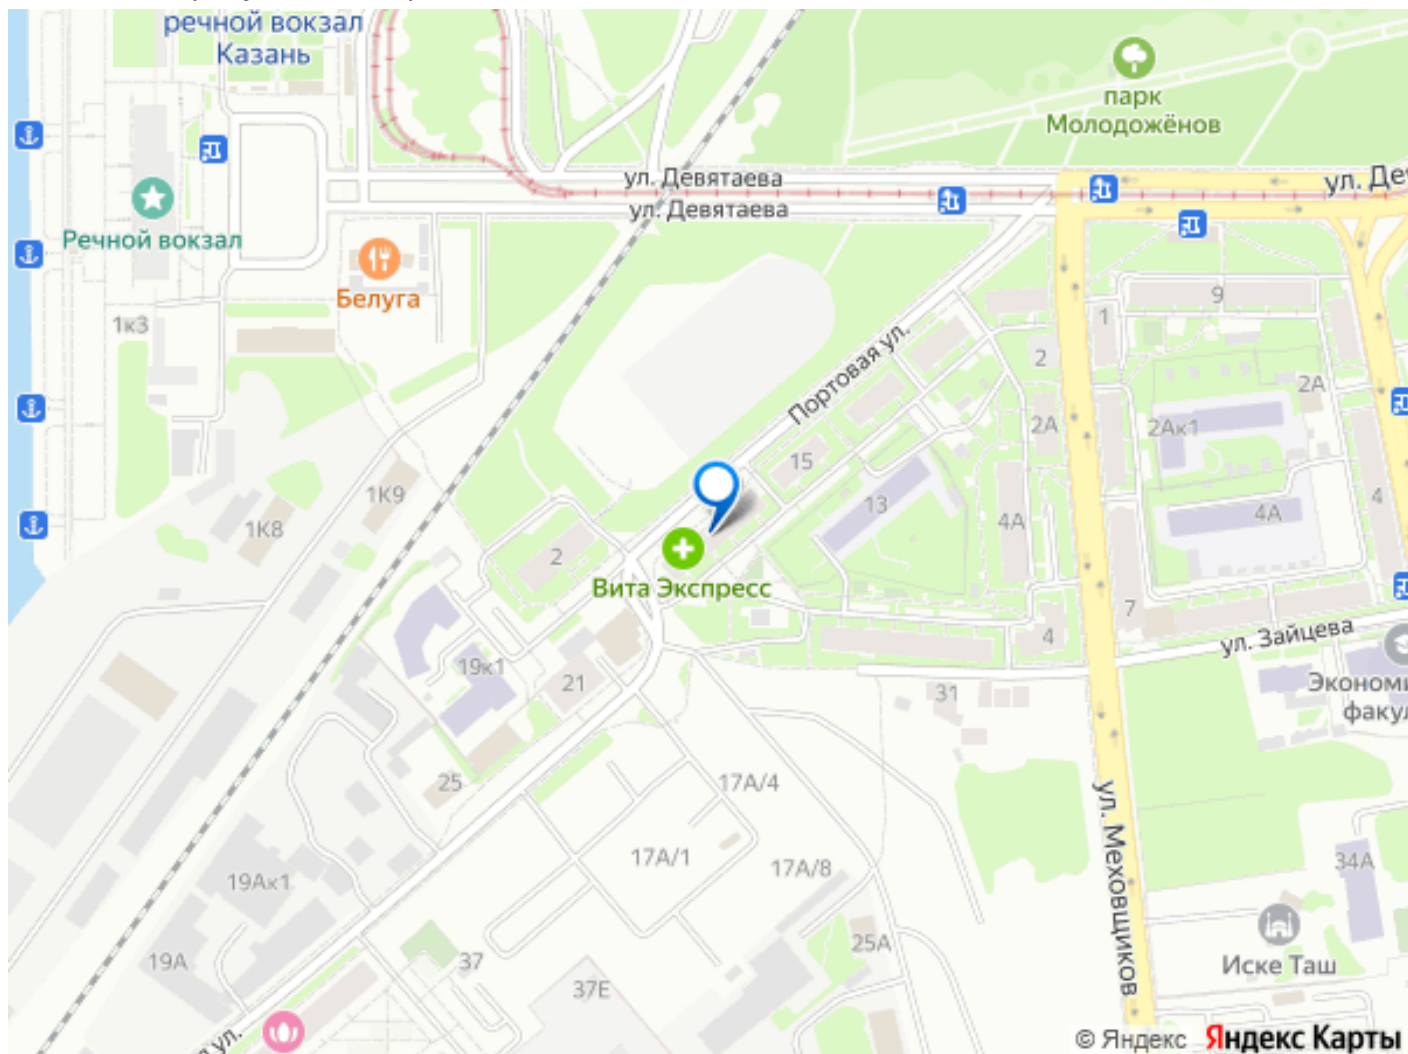 речной вокзал
Казань
парк
Молодожёнов
ул. Девятаева
ул. Девятаева
ул. Де
Речной вокзал
Белуга
1к3
9
1
2
2А
2А
2Ак1
Портовая ул.
15
13
1К9
1К8
4А
4А
4
2
Вита Экспресс
7
4
ул. Зайцева
19к1
21
31
Эконом
факу
25
17А/4
ул. Меховщиков
17А/1
17А/8
34А
19Ак1
25А
19А
37
37Е
Иске Таш
ул.
© Яндекс Яндекс Карты